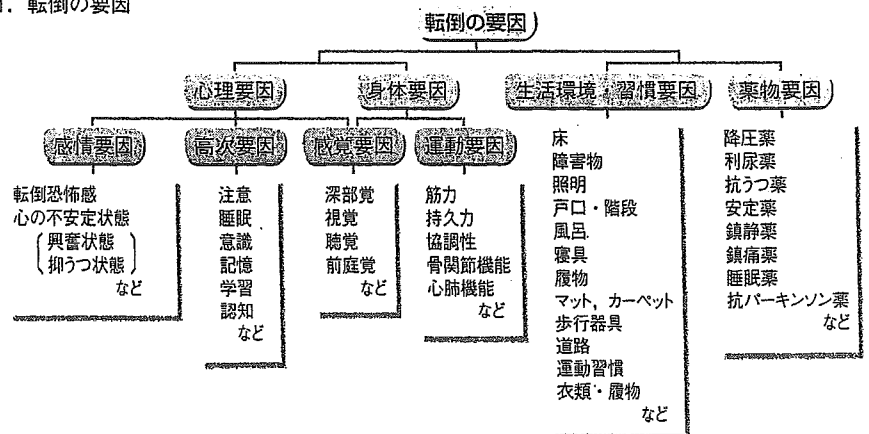 1. 転倒の要因
転倒の要因
心理要因
身体要因
生活環境・習慣要因
薬物要因
感情要因
高次要因
感覚要因
運動要因
転倒恐怖感
心の不安定状態
(興奮状態
抑うつ状態)
など
注意
睡眠
意識
記憶
学習
認知
など
深部覚
視覚
聴覚
前庭覚
など
筋力
持久力
協調性
骨関節機能
心肺機能
など
床
障害物
照明
戸口・階段
風呂
寝具
履物
マット,カーペット
歩行器具
道路
運動習慣
衣類・履物
など
降圧薬
利尿薬
抗うつ薬
安定薬
鎮静薬
鎮痛薬
睡眠薬
抗パーキンソン薬
など